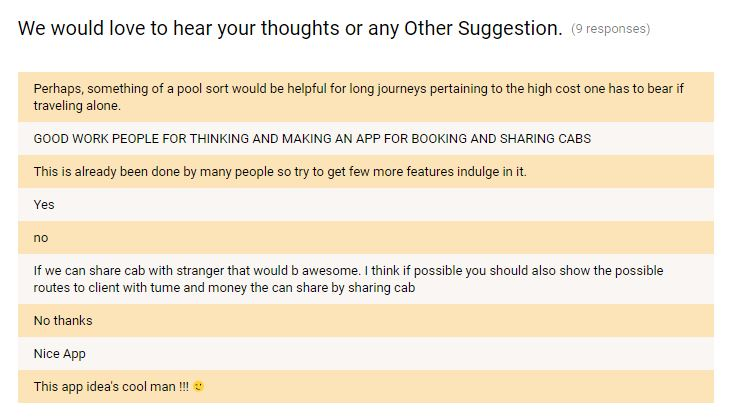 We would love to hear your thoughts or any Other Suggestion. (9 responses)
Perhaps, something of a pool sort would be helpful for long journeys pertaining to the high cost one has to bear if
traveling alone.
GOOD WORK PEOPLE FOR THINKING AND MAKING AN APP FOR BOOKING AND SHARING CABS
This is already been done by many people so try to get few more features indulge in it.
Yes
no
If we can share cab with stranger that would b awesome. I think if possible you should also show the possible
routes to client with tume and money the can share by sharing cab
No thanks
Nice App
This app idea's cool man !!! 🙂